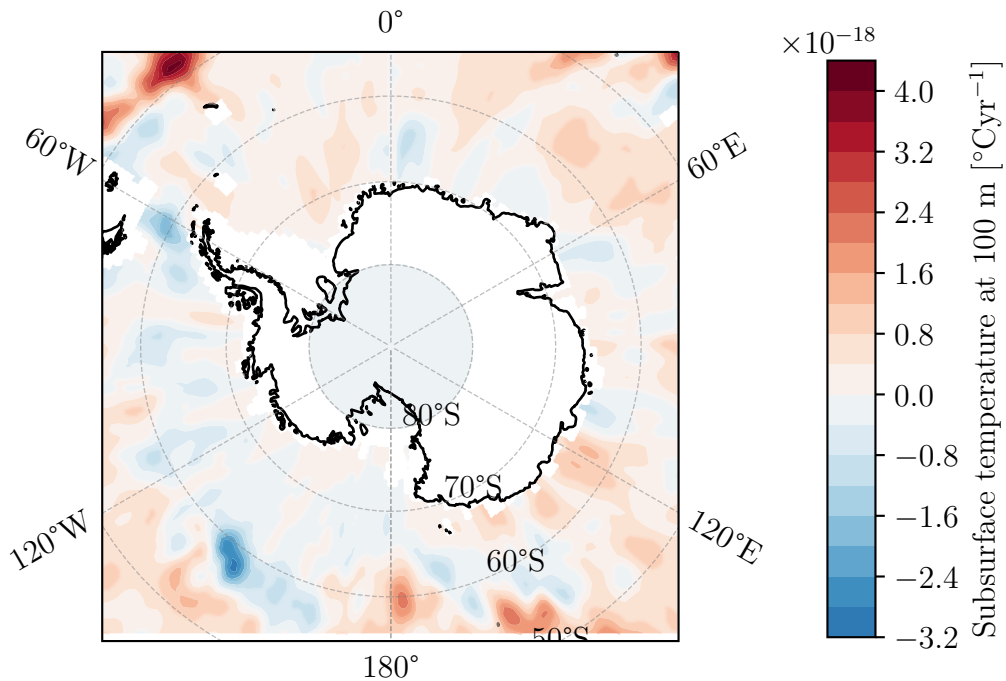 0°
×10⁻¹⁸
60°W
60°E
4.0
3.2
2.4
1.6
0.8
0.0
−0.8
−1.6
−2.4
−3.2
Subsurface temperature at 100 m [°Cyr⁻¹]
80°S
70°S
60°S
50°S
120°W
120°E
180°